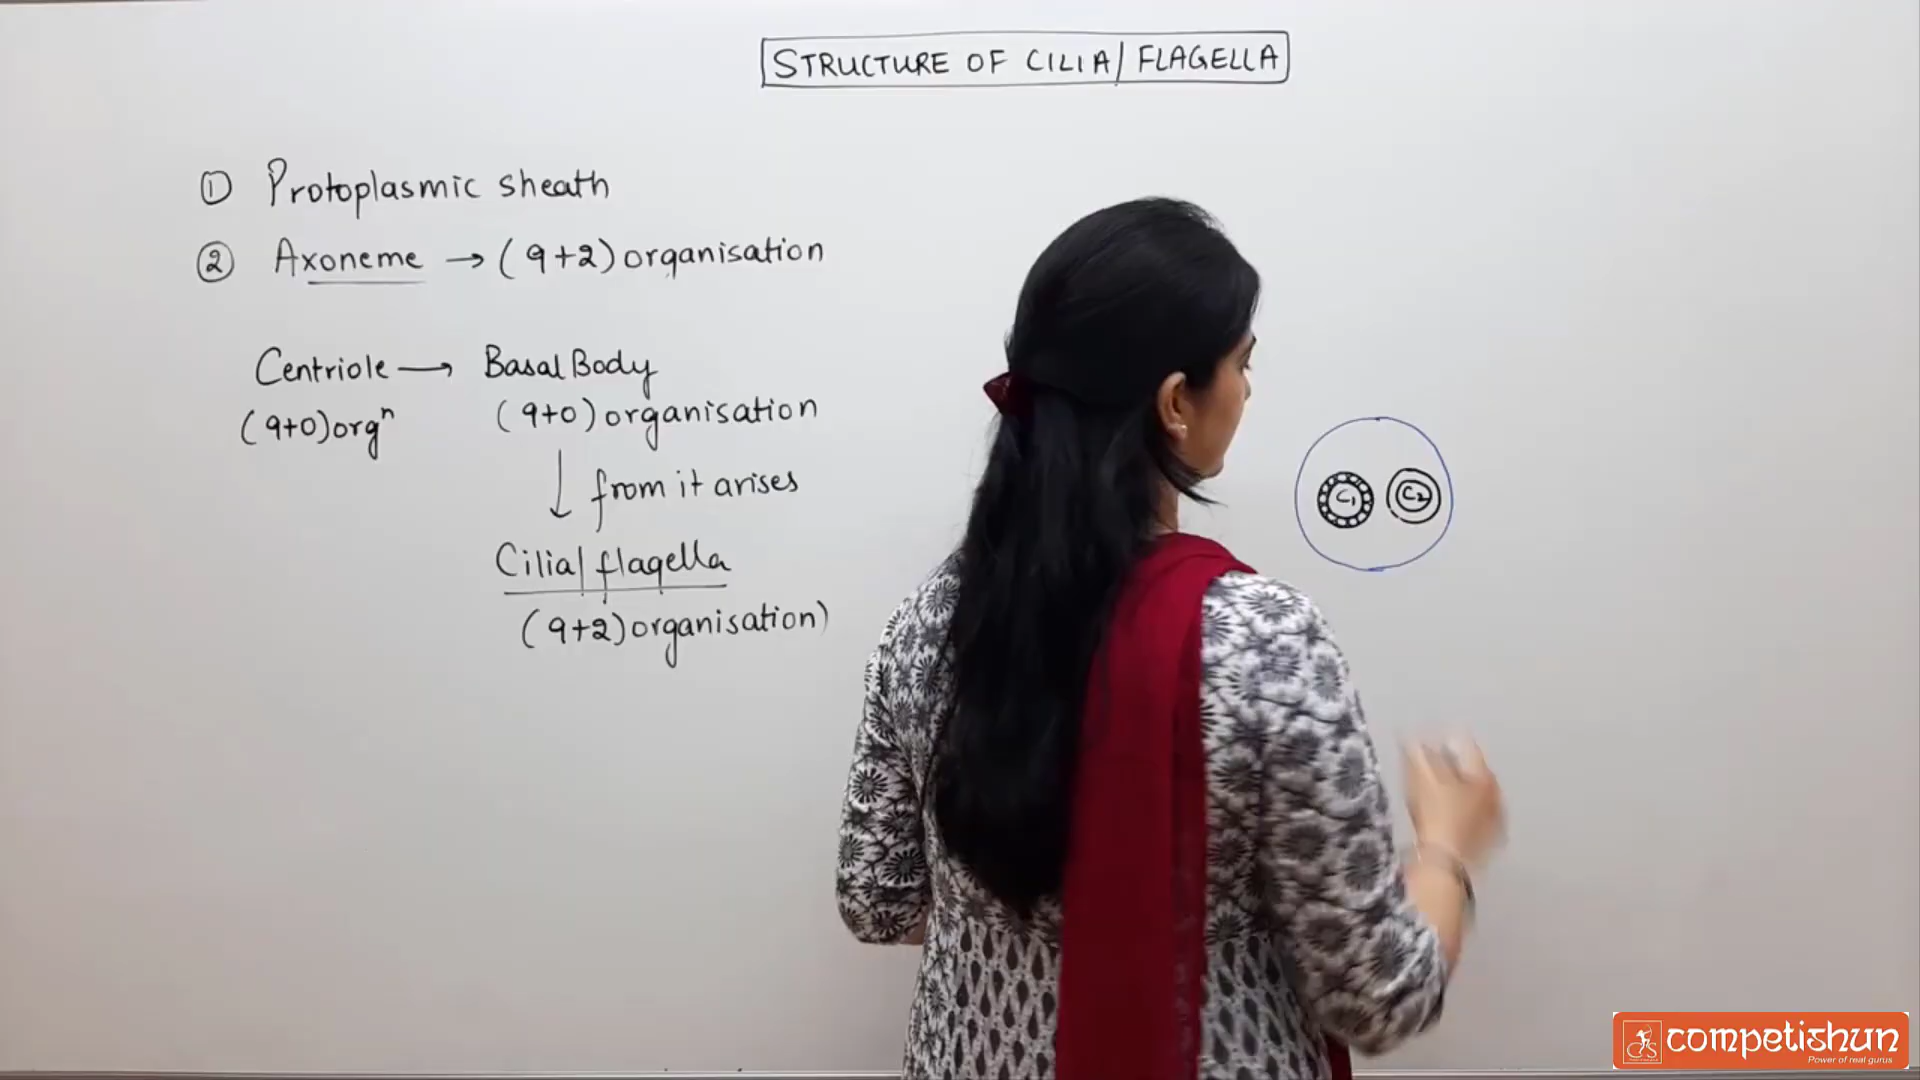 STRUCTURE OF CILIA/FLAGELLA
① Protoplasmic sheath
② Axoneme → (9+2) organisation
Centriole → Basal Body
(9+0) orgⁿ (9+0) organisation
↓ from it arises
Cilia/flagella
(9+2) organisation)
C₁ C₂
competishun
Power of real gurus